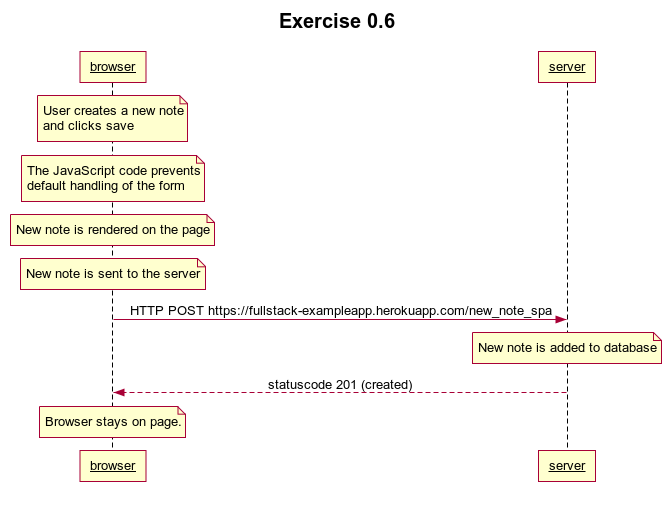 Exercise 0.6
browser
server
User creates a new note
and clicks save
The JavaScript code prevents
default handling of the form
New note is rendered on the page
New note is sent to the server
HTTP POST https://fullstack-exampleapp.herokuapp.com/new_note_spa
New note is added to database
statuscode 201 (created)
Browser stays on page.
browser
server